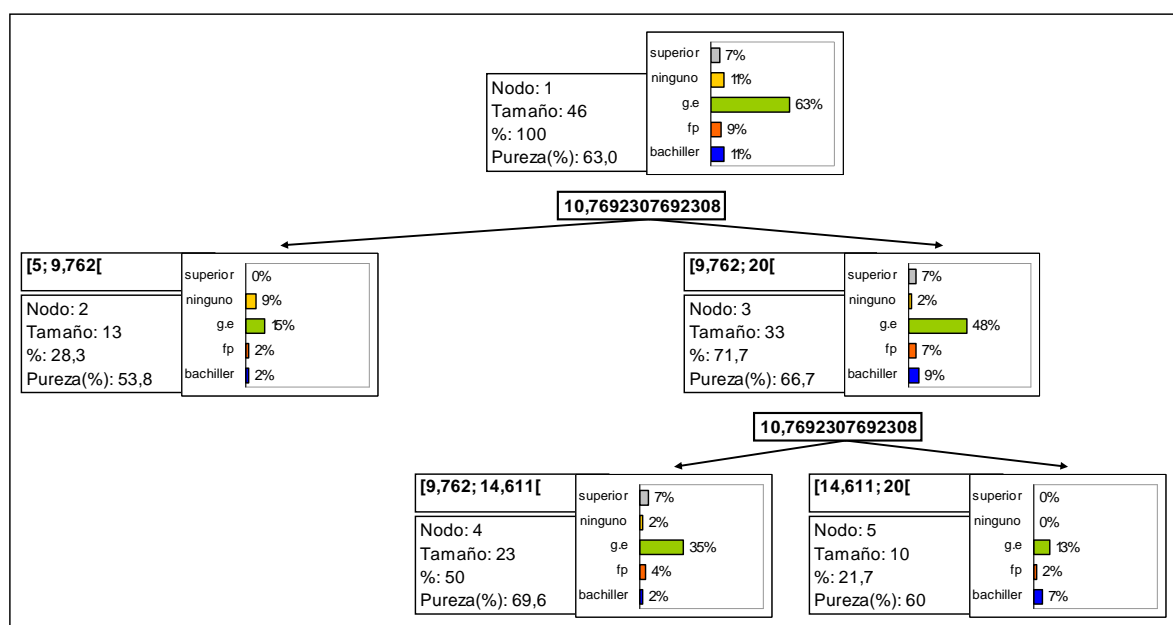 superior 7%
ninguno 11%
g.e 63%
fp 9%
bachiller 11%
Nodo: 1
Tamaño: 46
%: 100
Pureza(%): 63,0
10,7692307692308
[5; 9,762[
superior 0%
ninguno 9%
g.e 15%
fp 2%
bachiller 2%
Nodo: 2
Tamaño: 13
%: 28,3
Pureza(%): 53,8
[9,762; 20[
superior 7%
ninguno 2%
g.e 48%
fp 7%
bachiller 9%
Nodo: 3
Tamaño: 33
%: 71,7
Pureza(%): 66,7
10,7692307692308
[9,762; 14,611[
superior 7%
ninguno 2%
g.e 35%
fp 4%
bachiller 2%
Nodo: 4
Tamaño: 23
%: 50
Pureza(%): 69,6
[14,611; 20[
superior 0%
ninguno 0%
g.e 13%
fp 2%
bachiller 7%
Nodo: 5
Tamaño: 10
%: 21,7
Pureza(%): 60